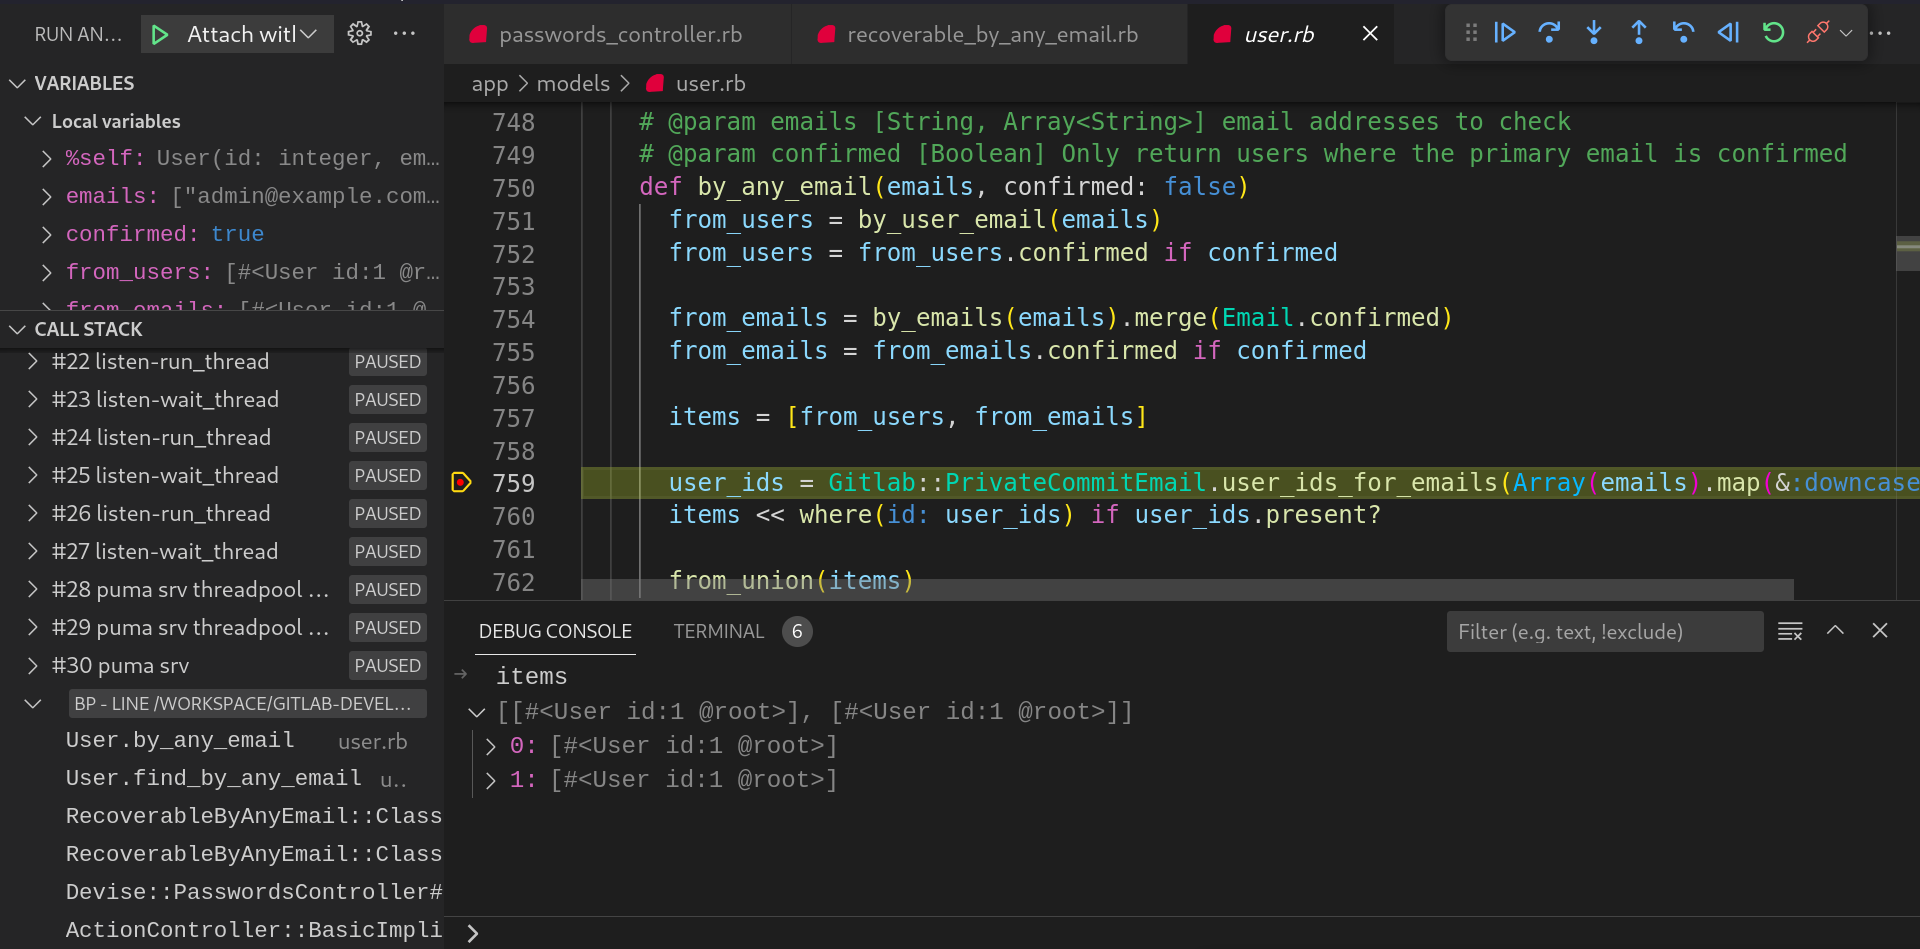 RUN AN...
Attach witl
passwords_controller.rb
recoverable_by_any_email.rb
user.rb
VARIABLES
Local variables
%self: User(id: integer, em...
emails: ["admin@example.com...
confirmed: true
from_users: [#<User id:1 @r...
from_emails: [#<User id:1 @
CALL STACK
#22 listen-run_thread PAUSED
#23 listen-wait_thread PAUSED
#24 listen-run_thread PAUSED
#25 listen-wait_thread PAUSED
#26 listen-run_thread PAUSED
#27 listen-wait_thread PAUSED
#28 puma srv threadpool ... PAUSED
#29 puma srv threadpool ... PAUSED
#30 puma srv PAUSED
BP - LINE /WORKSPACE/GITLAB-DEVEL...
User.by_any_email user.rb
User.find_by_any_email u..
RecoverableByAnyEmail::Class
RecoverableByAnyEmail::Class
Devise::PasswordsController#
ActionController::BasicImpli
app > models > user.rb
748 # @param emails [String, Array<String>] email addresses to check
749 # @param confirmed [Boolean] Only return users where the primary email is confirmed
750 def by_any_email(emails, confirmed: false)
751 from_users = by_user_email(emails)
752 from_users = from_users.confirmed if confirmed
753
754 from_emails = by_emails(emails).merge(Email.confirmed)
755 from_emails = from_emails.confirmed if confirmed
756
757 items = [from_users, from_emails]
758
759 user_ids = Gitlab::PrivateCommitEmail.user_ids_for_emails(Array(emails).map(&:downcase
760 items << where(id: user_ids) if user_ids.present?
761
762 from_union(items)
DEBUG CONSOLE
TERMINAL 6
Filter (e.g. text, !exclude)
items
[[#<User id:1 @root>], [#<User id:1 @root>]]
0: [#<User id:1 @root>]
1: [#<User id:1 @root>]